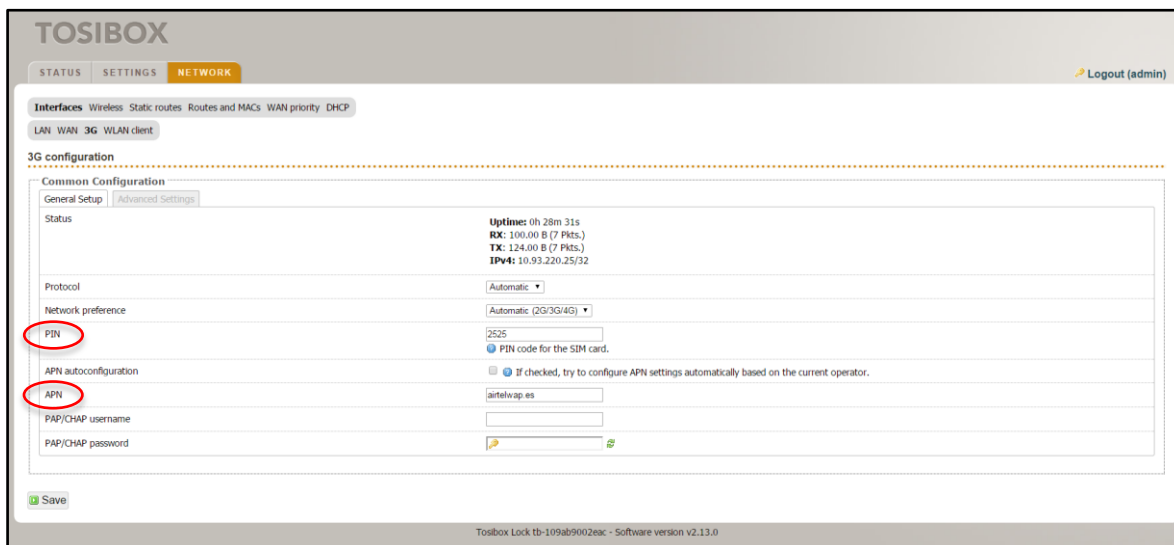 TOSIBOX
STATUS SETTINGS NETWORK
Logout (admin)
Interfaces Wireless Static routes Routes and MACs WAN priority DHCP
LAN WAN 3G WLAN client
3G configuration
Common Configuration
General Setup Advanced Settings
Status
Uptime: 0h 28m 31s
RX: 100.00 B (7 Pkts.)
TX: 124.00 B (7 Pkts.)
IPv4: 10.93.220.25/32
Protocol Automatic
Network preference Automatic (2G/3G/4G)
PIN 2525
PIN code for the SIM card.
APN autoconfiguration If checked, try to configure APN settings automatically based on the current operator.
APN airtelwap.es
PAP/CHAP username
PAP/CHAP password
Save
Tosibox Lock tb-109ab9002eac - Software version v2.13.0